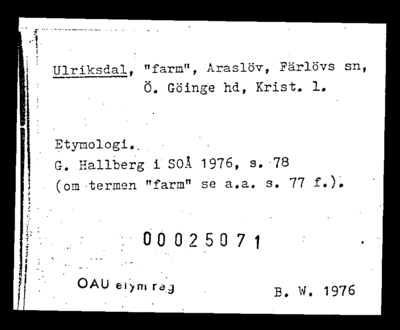 Ulriksdal, "farm", Araslöv, Färlövs sn,
Ö. Göinge hd, Krist. l.
Etymologi.
G. Hallberg i SOÅ 1976, s. 78
(om termen "farm" se a.a. s. 77 f.).
00025071
OAU etym reg
B. W. 1976